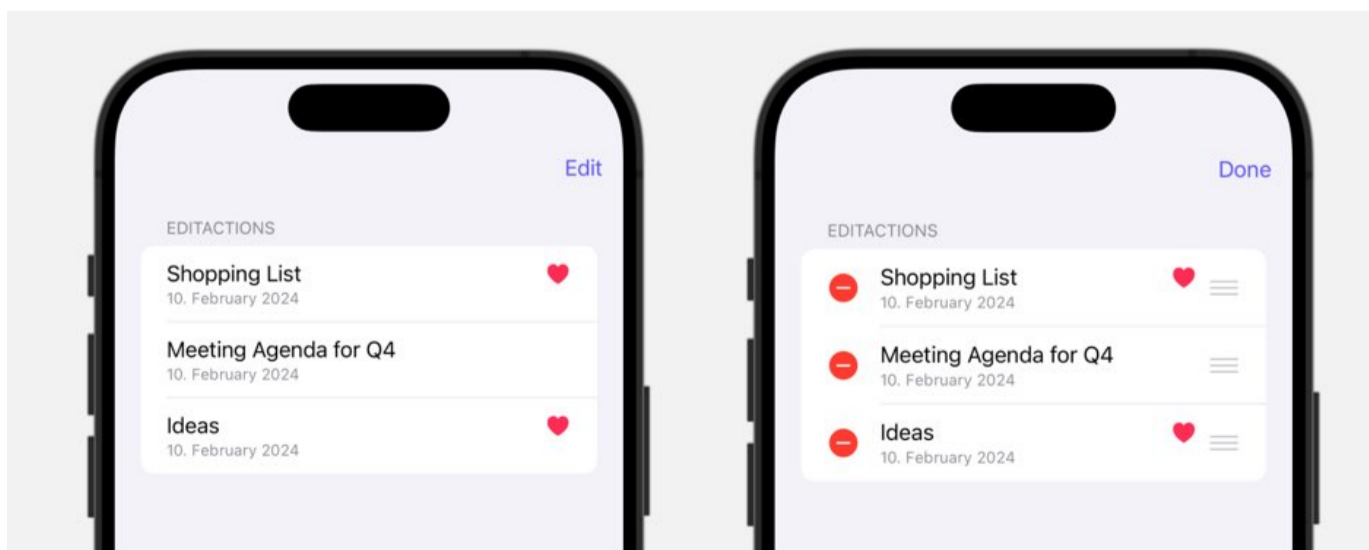 Edit
EDITACTIONS
Shopping List
10. February 2024
Meeting Agenda for Q4
10. February 2024
Ideas
10. February 2024
Done
EDITACTIONS
Shopping List
10. February 2024
Meeting Agenda for Q4
10. February 2024
Ideas
10. February 2024